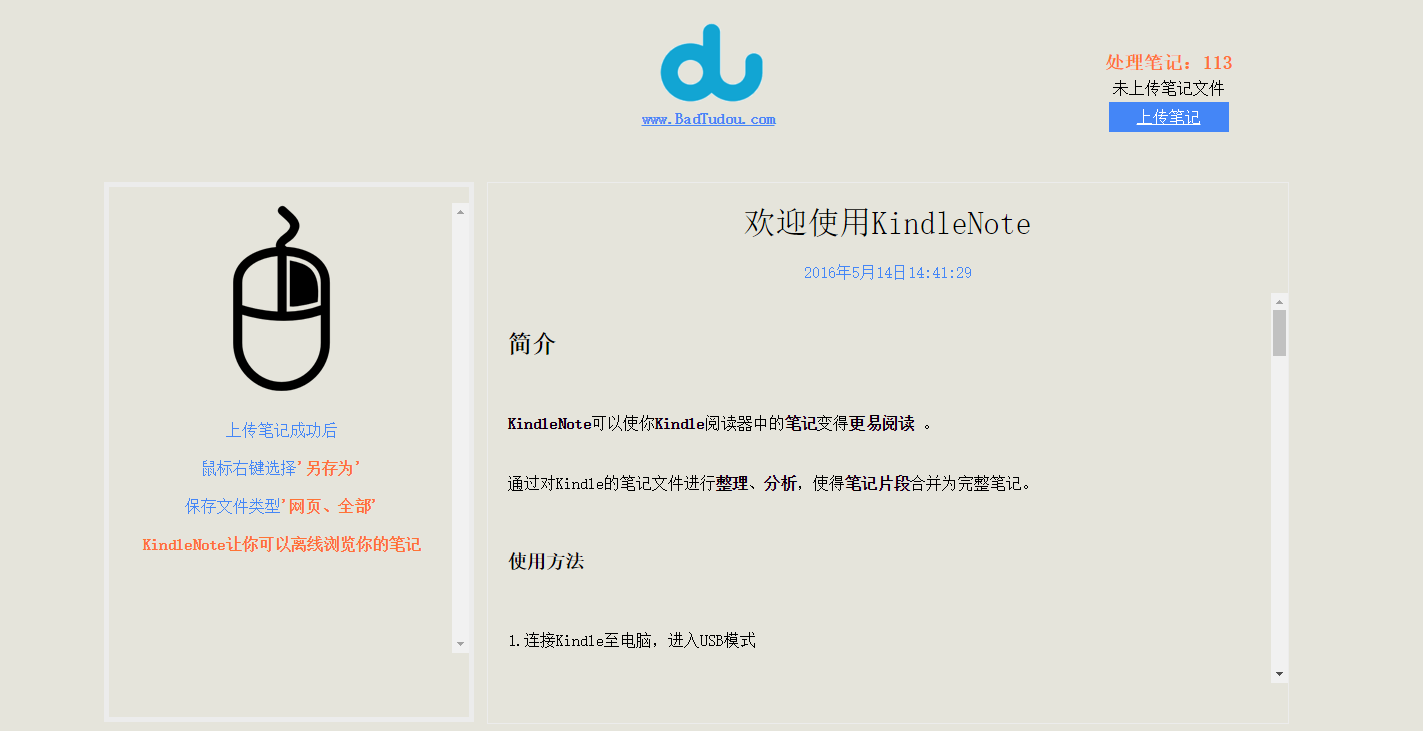 www.BadTudou.com
处理笔记：113
未上传笔记文件
上传笔记
上传笔记成功后
鼠标右键选择'另存为'
保存文件类型'网页、全部'
KindleNote让你可以离线浏览你的笔记
欢迎使用KindleNote
2016年5月14日14:41:29
简介
KindleNote可以使你Kindle阅读器中的笔记变得更易阅读 。
通过对Kindle的笔记文件进行整理、分析，使得笔记片段合并为完整笔记。
使用方法
1.连接Kindle至电脑，进入USB模式